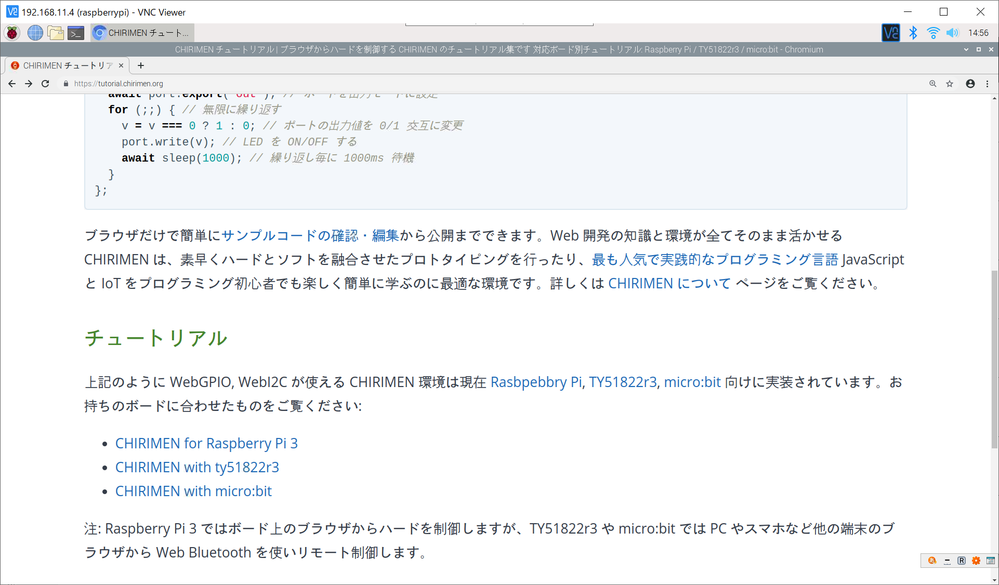 192.168.11.4 (raspberrypi) - VNC Viewer
CHIRIMEN チュート...
14:56
CHIRIMEN チュートリアル | ブラウザからハードを制御する CHIRIMEN のチュートリアル集です 対応ボード別チュートリアル: Raspberry Pi / TY51822r3 / micro:bit - Chromium
CHIRIMEN チュートリア
https://tutorial.chirimen.org
await port.export("out"); // ポートを出力モードに設定
for (;;) { // 無限に繰り返す
v = v === 0 ? 1 : 0; // ポートの出力値を 0/1 交互に変更
port.write(v); // LED を ON/OFF する
await sleep(1000); // 繰り返し毎に 1000ms 待機
}
};
ブラウザだけで簡単にサンプルコードの確認・編集から公開までできます。Web 開発の知識と環境が全てそのまま活かせる
CHIRIMEN は、素早くハードとソフトを融合させたプロトタイピングを行ったり、最も人気で実践的なプログラミング言語 JavaScript
と IoT をプログラミング初心者でも楽しく簡単に学ぶのに最適な環境です。詳しくは CHIRIMEN について ページをご覧ください。
チュートリアル
上記のように WebGPIO, WebI2C が使える CHIRIMEN 環境は現在 Rasbpebbry Pi, TY51822r3, micro:bit 向けに実装されています。お
持ちのボードに合わせたものをご覧ください:
• CHIRIMEN for Raspberry Pi 3
• CHIRIMEN with ty51822r3
• CHIRIMEN with micro:bit
注: Raspberry Pi 3 ではボード上のブラウザからハードを制御しますが、TY51822r3 や micro:bit では PC やスマホなど他の端末のブ
ラウザから Web Bluetooth を使いリモート制御します。
あ R